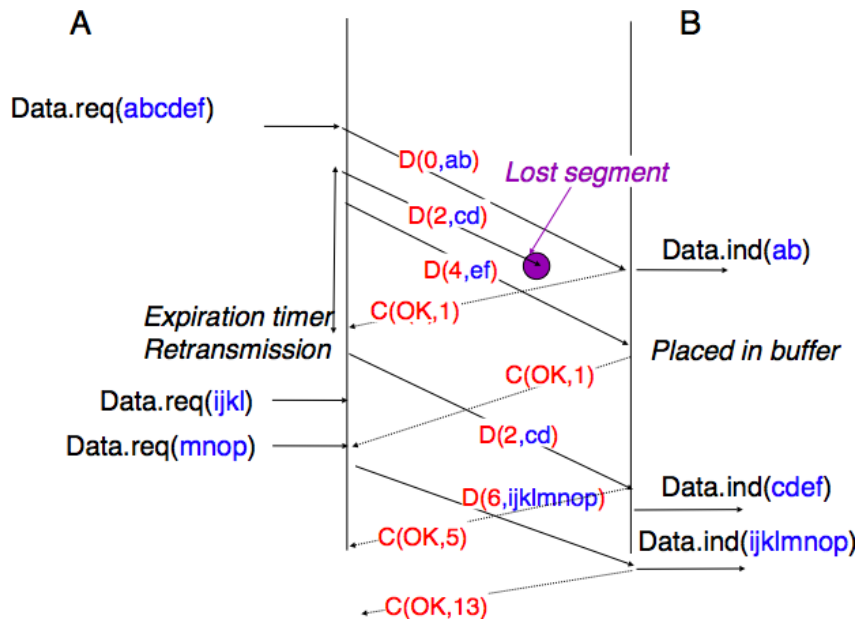 A
B
Data.req(abcdef)
D(0,ab)
Lost segment
D(2,cd)
Data.ind(ab)
D(4,ef)
C(OK,1)
Expiration timer
Retransmission
Placed in buffer
C(OK,1)
Data.req(ijkl)
Data.req(mnop)
D(2,cd)
Data.ind(cdef)
D(6,ijklmnop)
C(OK,5)
Data.ind(ijklmnop)
C(OK,13)